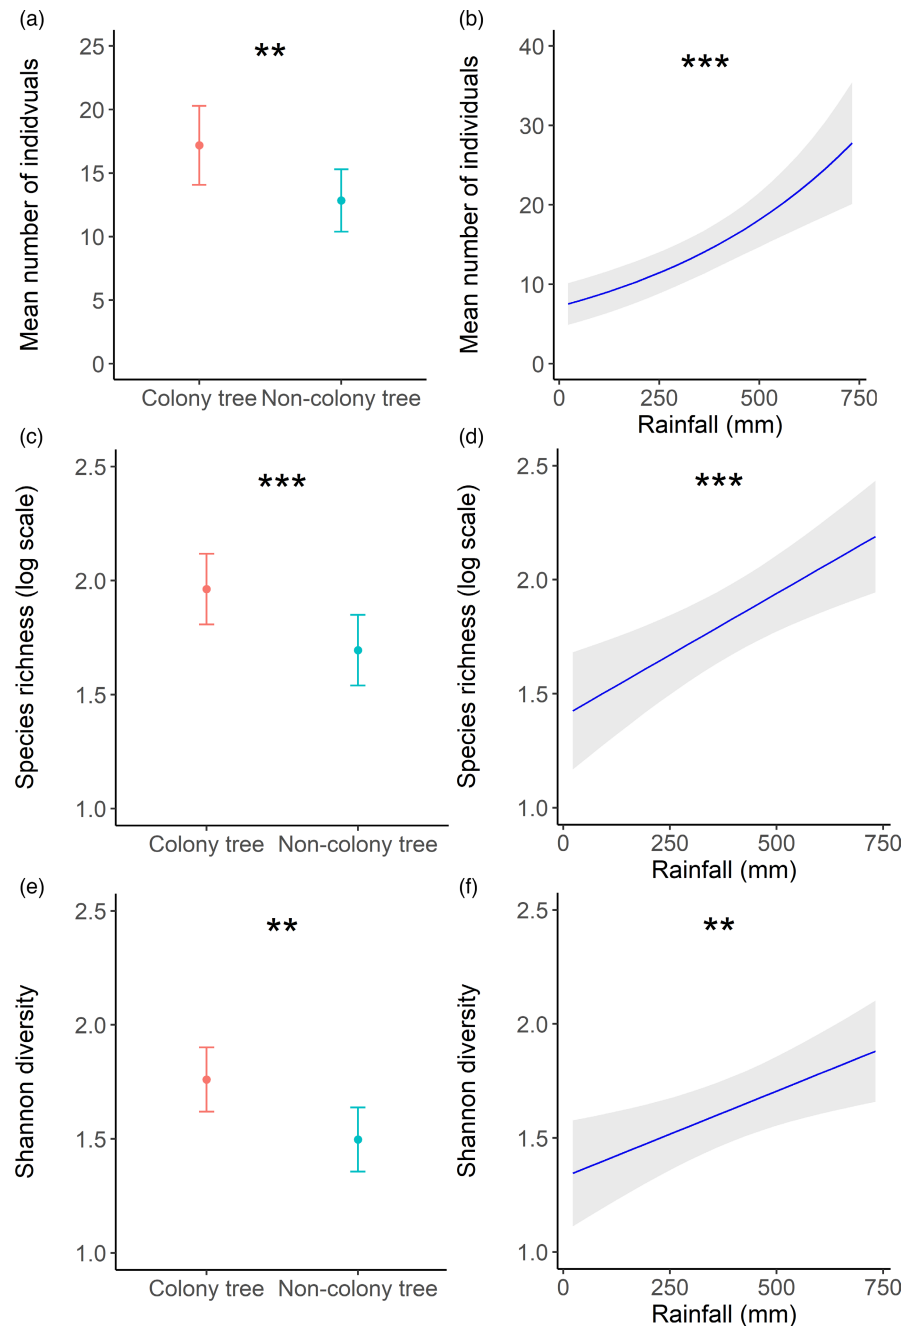 (a)
Mean number of indidvuals
25
20
15
10
5
0
**
Colony tree Non-colony tree
(b)
Mean number of individuals
40
30
20
10
0
***
0 250 500 750
Rainfall (mm)
(c)
Species richness (log scale)
2.5
2.0
1.5
1.0
***
Colony tree Non-colony tree
(d)
Species richness (log scale)
2.5
2.0
1.5
1.0
***
0 250 500 750
Rainfall (mm)
(e)
Shannon diversity
2.5
2.0
1.5
1.0
**
Colony tree Non-colony tree
(f)
Shannon diversity
2.5
2.0
1.5
1.0
**
0 250 500 750
Rainfall (mm)